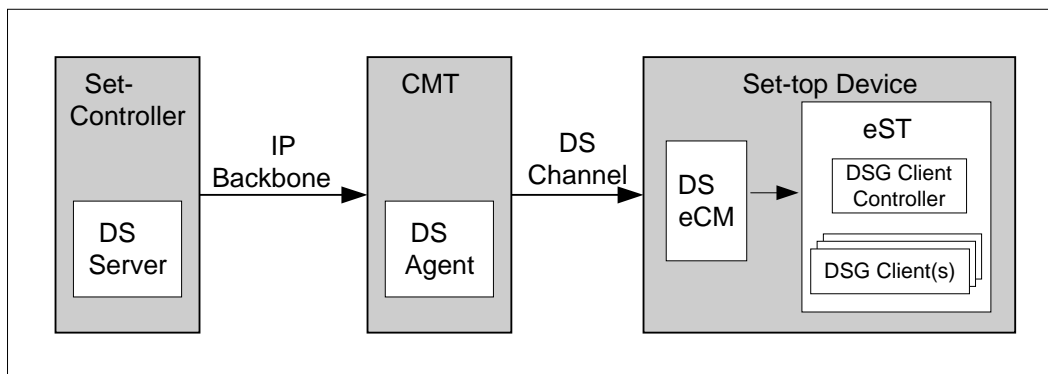 Set-
Controller
DS
Server
IP
Backbone
CMT
DS
Agent
DS
Channel
Set-top Device
DS
eCM
eST
DSG Client
Controller
DSG Client(s)